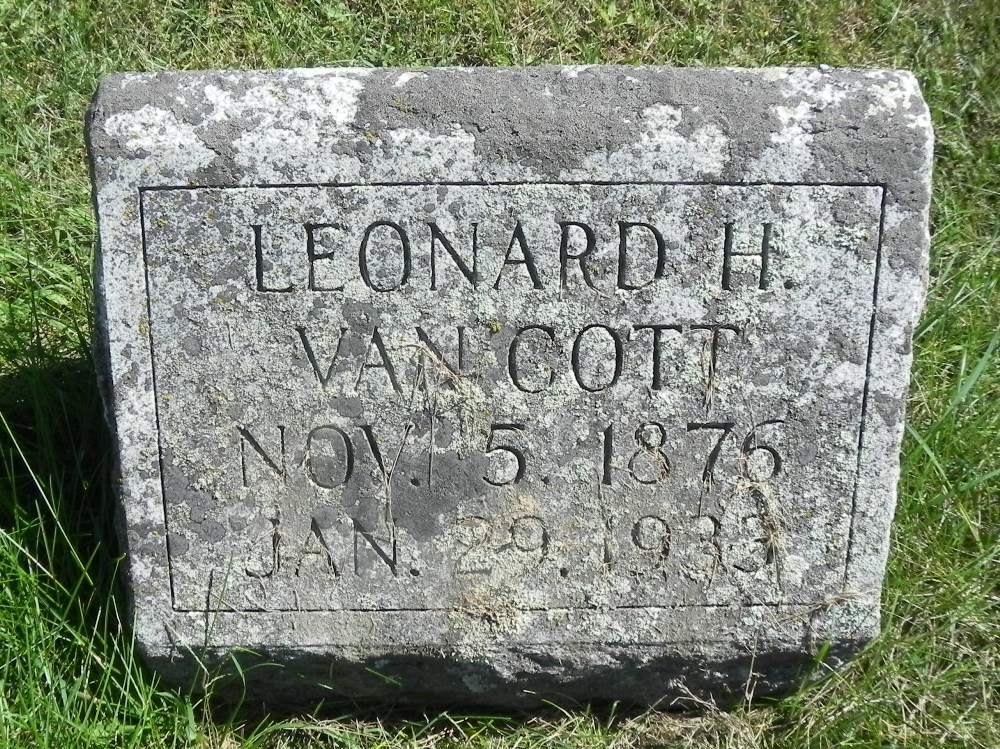 LEONARD H.
VAN COTT
NOV. 5. 1876
JAN. 29. 1933